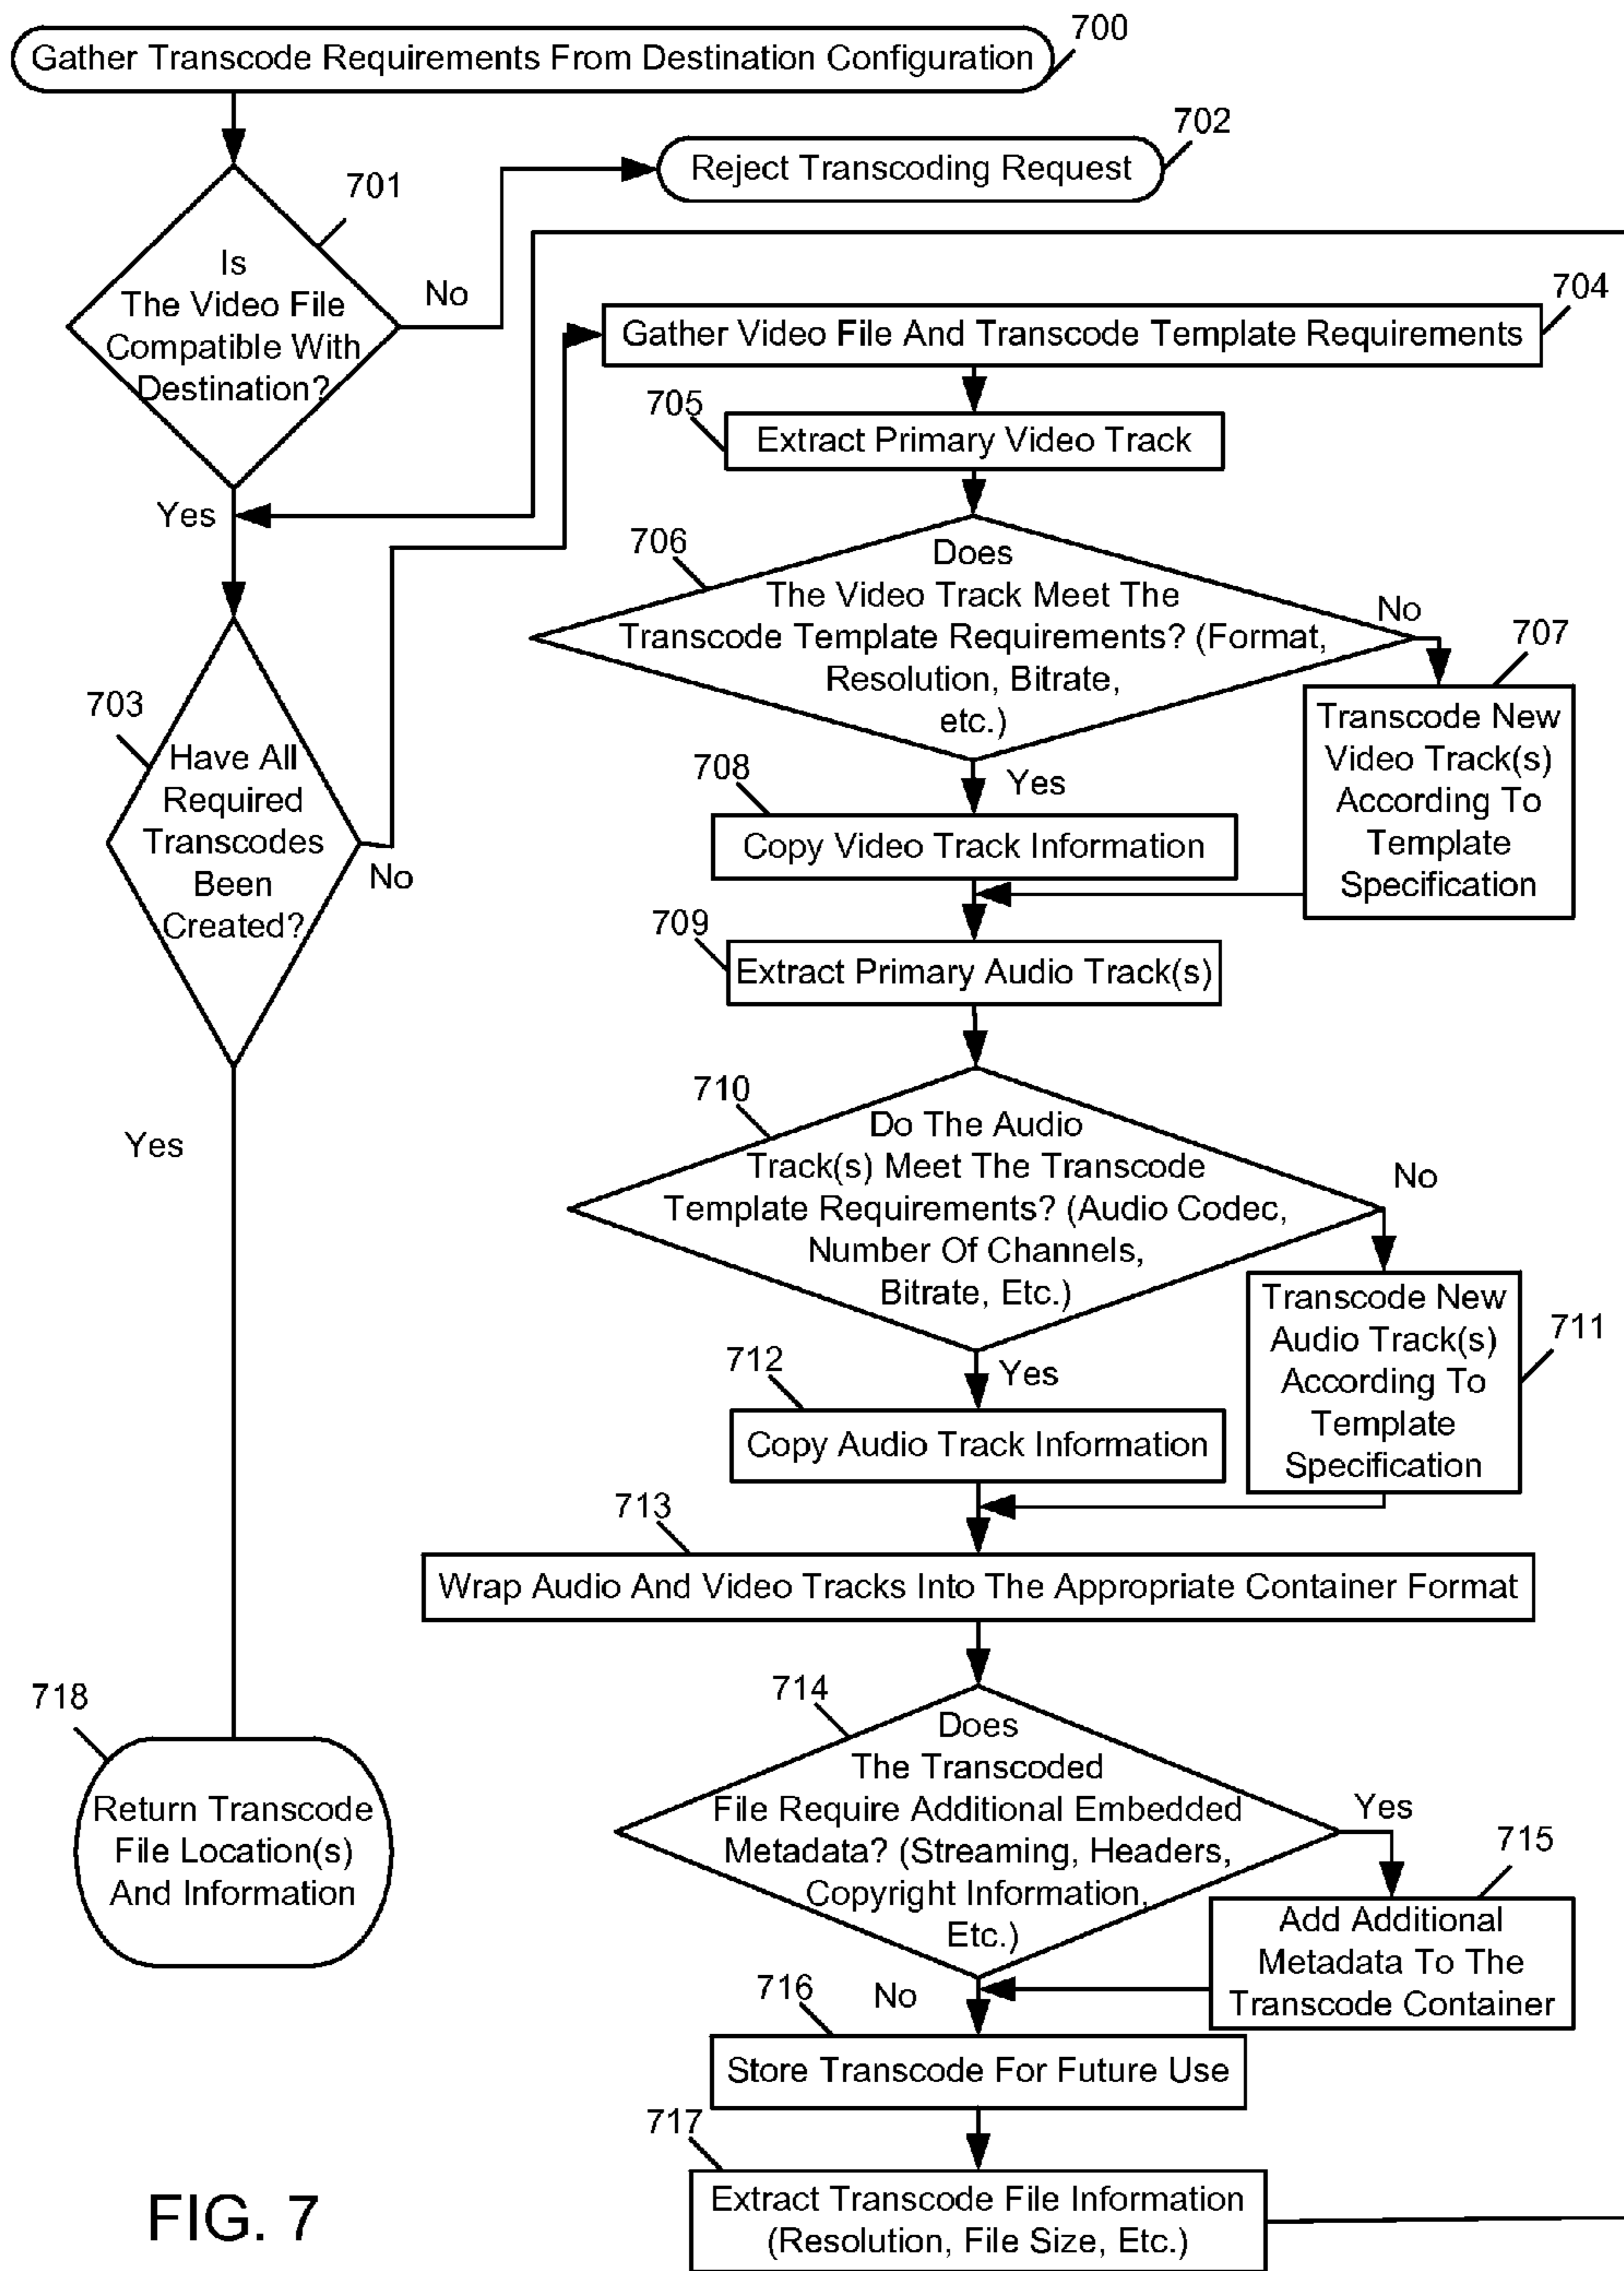 700
Gather Transcode Requirements From Destination Configuration
702
Reject Transcoding Request
701
Is
The Video File
Compatible With
Destination?
No
Yes
704
Gather Video File And Transcode Template Requirements
705
Extract Primary Video Track
706
Does
The Video Track Meet The
Transcode Template Requirements? (Format,
Resolution, Bitrate,
etc.)
No
707
Transcode New
Video Track(s)
According To
Template
Specification
703
Have All
Required
Transcodes
Been
Created?
No
Yes
708
Yes
Copy Video Track Information
709
Extract Primary Audio Track(s)
710
Do The Audio
Track(s) Meet The Transcode
Template Requirements? (Audio Codec,
Number Of Channels,
Bitrate, Etc.)
No
Transcode New
Audio Track(s)
According To
Template
Specification
711
712
Yes
Copy Audio Track Information
713
Wrap Audio And Video Tracks Into The Appropriate Container Format
714
Does
The Transcoded
File Require Additional Embedded
Metadata? (Streaming, Headers,
Copyright Information,
Etc.)
Yes
715
Add Additional
Metadata To The
Transcode Container
718
Return Transcode
File Location(s)
And Information
716
No
Store Transcode For Future Use
717
Extract Transcode File Information
(Resolution, File Size, Etc.)
FIG. 7